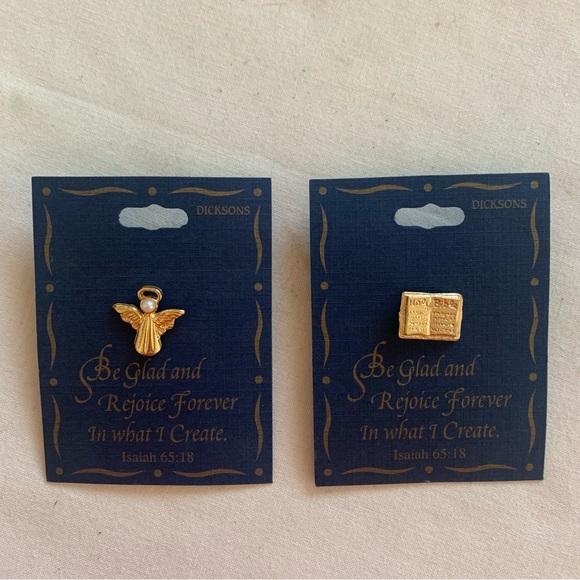 DICKSONS
Be Glad and
Rejoice Forever
In what I Create.
Isaiah 65:18
DICKSONS
Holy Bible
Be Glad and
Rejoice Forever
In what I Create.
Isaiah 65:18